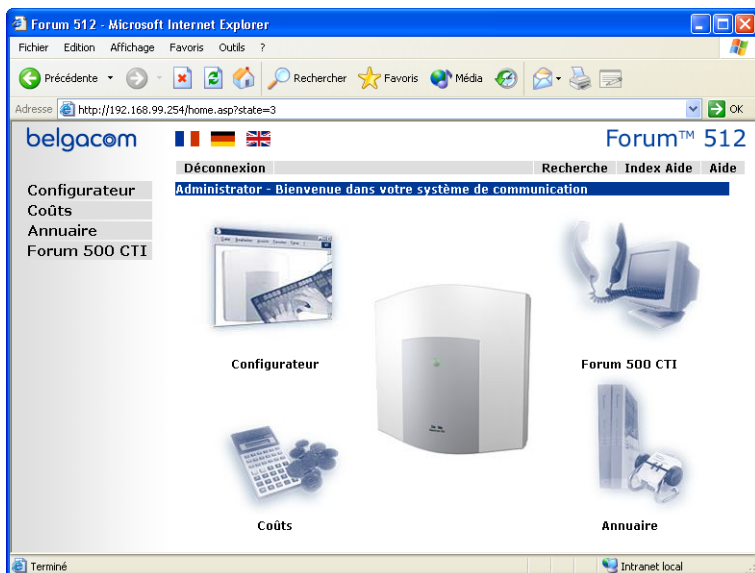 Forum 512 - Microsoft Internet Explorer
Fichier Edition Affichage Favoris Outils ?
Précédente Rechercher Favoris Média
Adresse http://192.168.99.254/home.asp?state=3 OK
belgacom Forum™ 512
Déconnexion Recherche Index Aide Aide
Administrator - Bienvenue dans votre système de communication
Configurateur
Coûts
Annuaire
Forum 500 CTI
Configurateur Forum 500 CTI
Coûts Annuaire
Terminé Intranet local